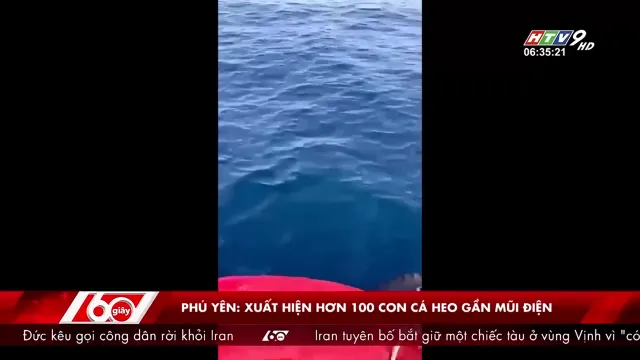 HTV9 HD
06:35:21
60 giây
PHÚ YÊN: XUẤT HIỆN HƠN 100 CON CÁ HEO GẦN MŨI ĐIỆN
Đức kêu gọi công dân rời khỏi Iran 60 giây Iran tuyên bố bắt giữ một chiếc tàu ở vùng Vịnh vì "có